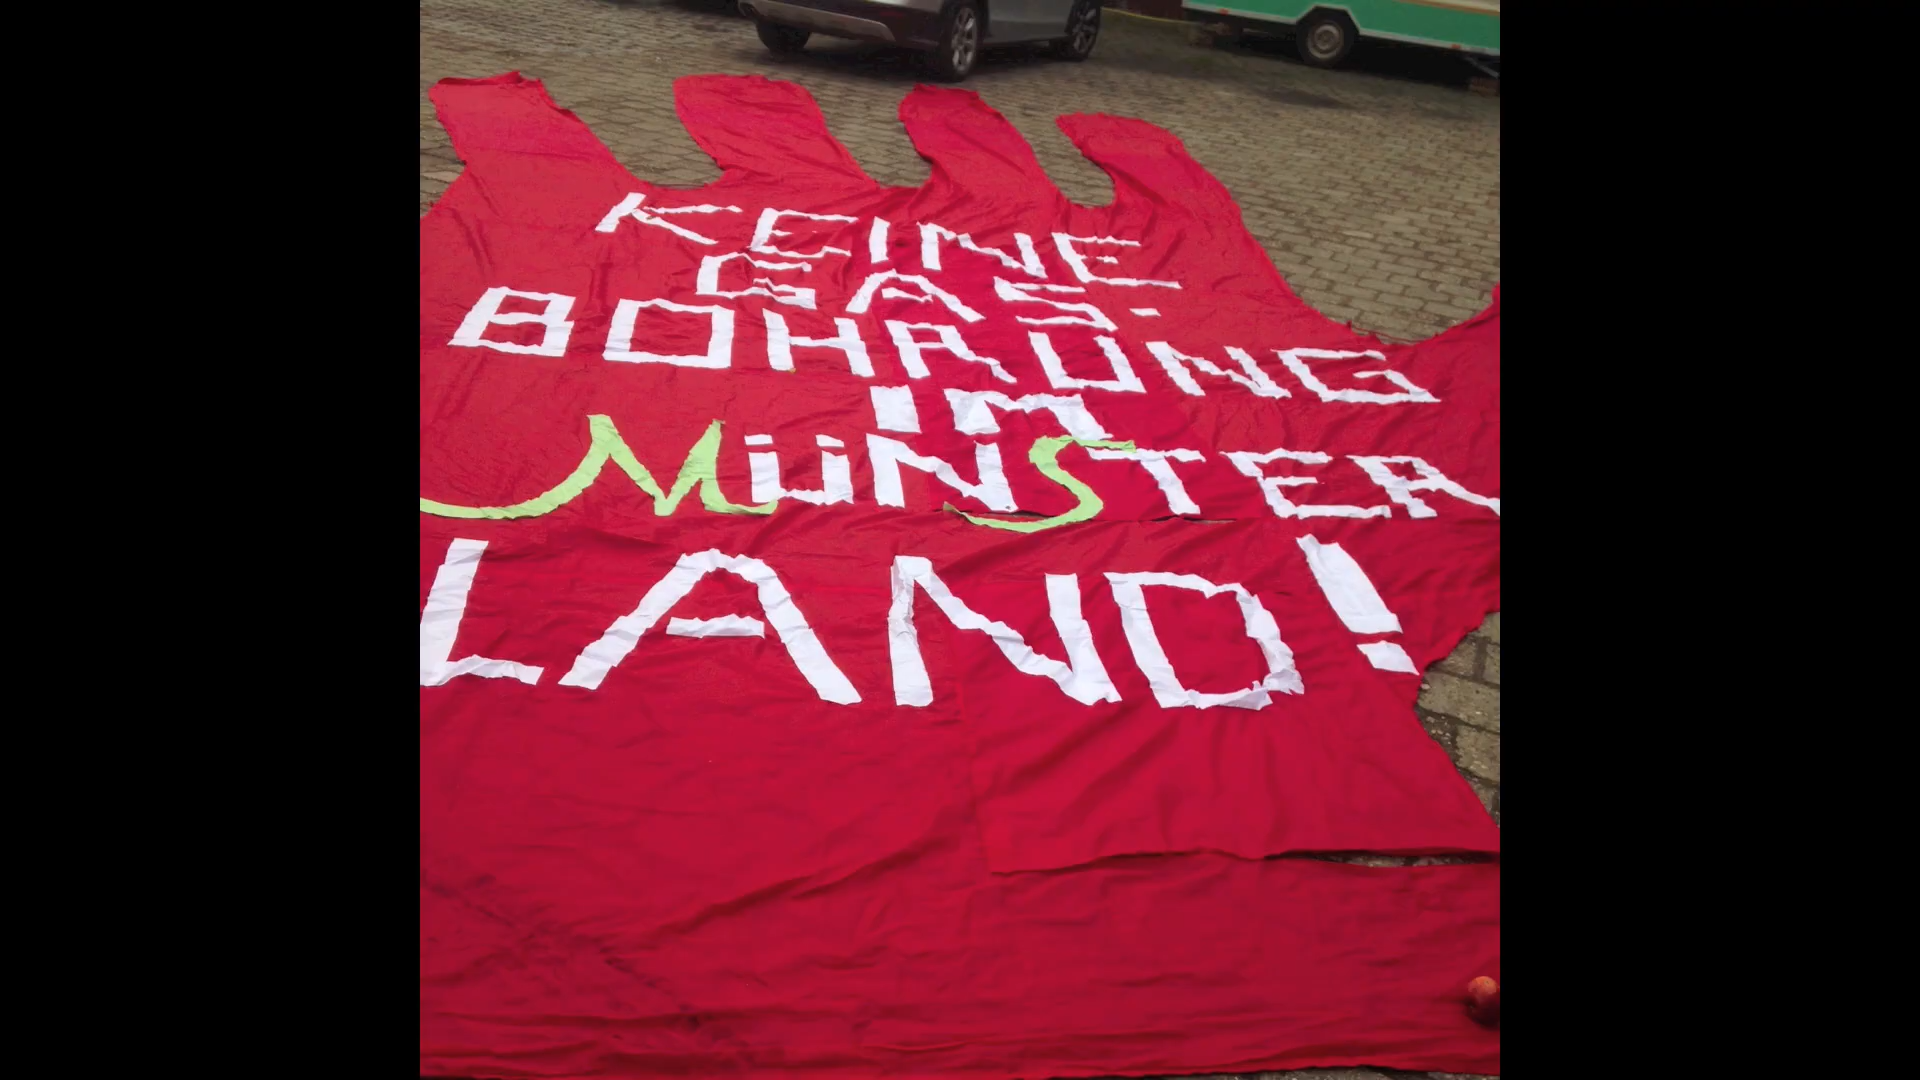 KEINE
GAS-
BOHRUNG
IM
MÜNSTER
LAND!